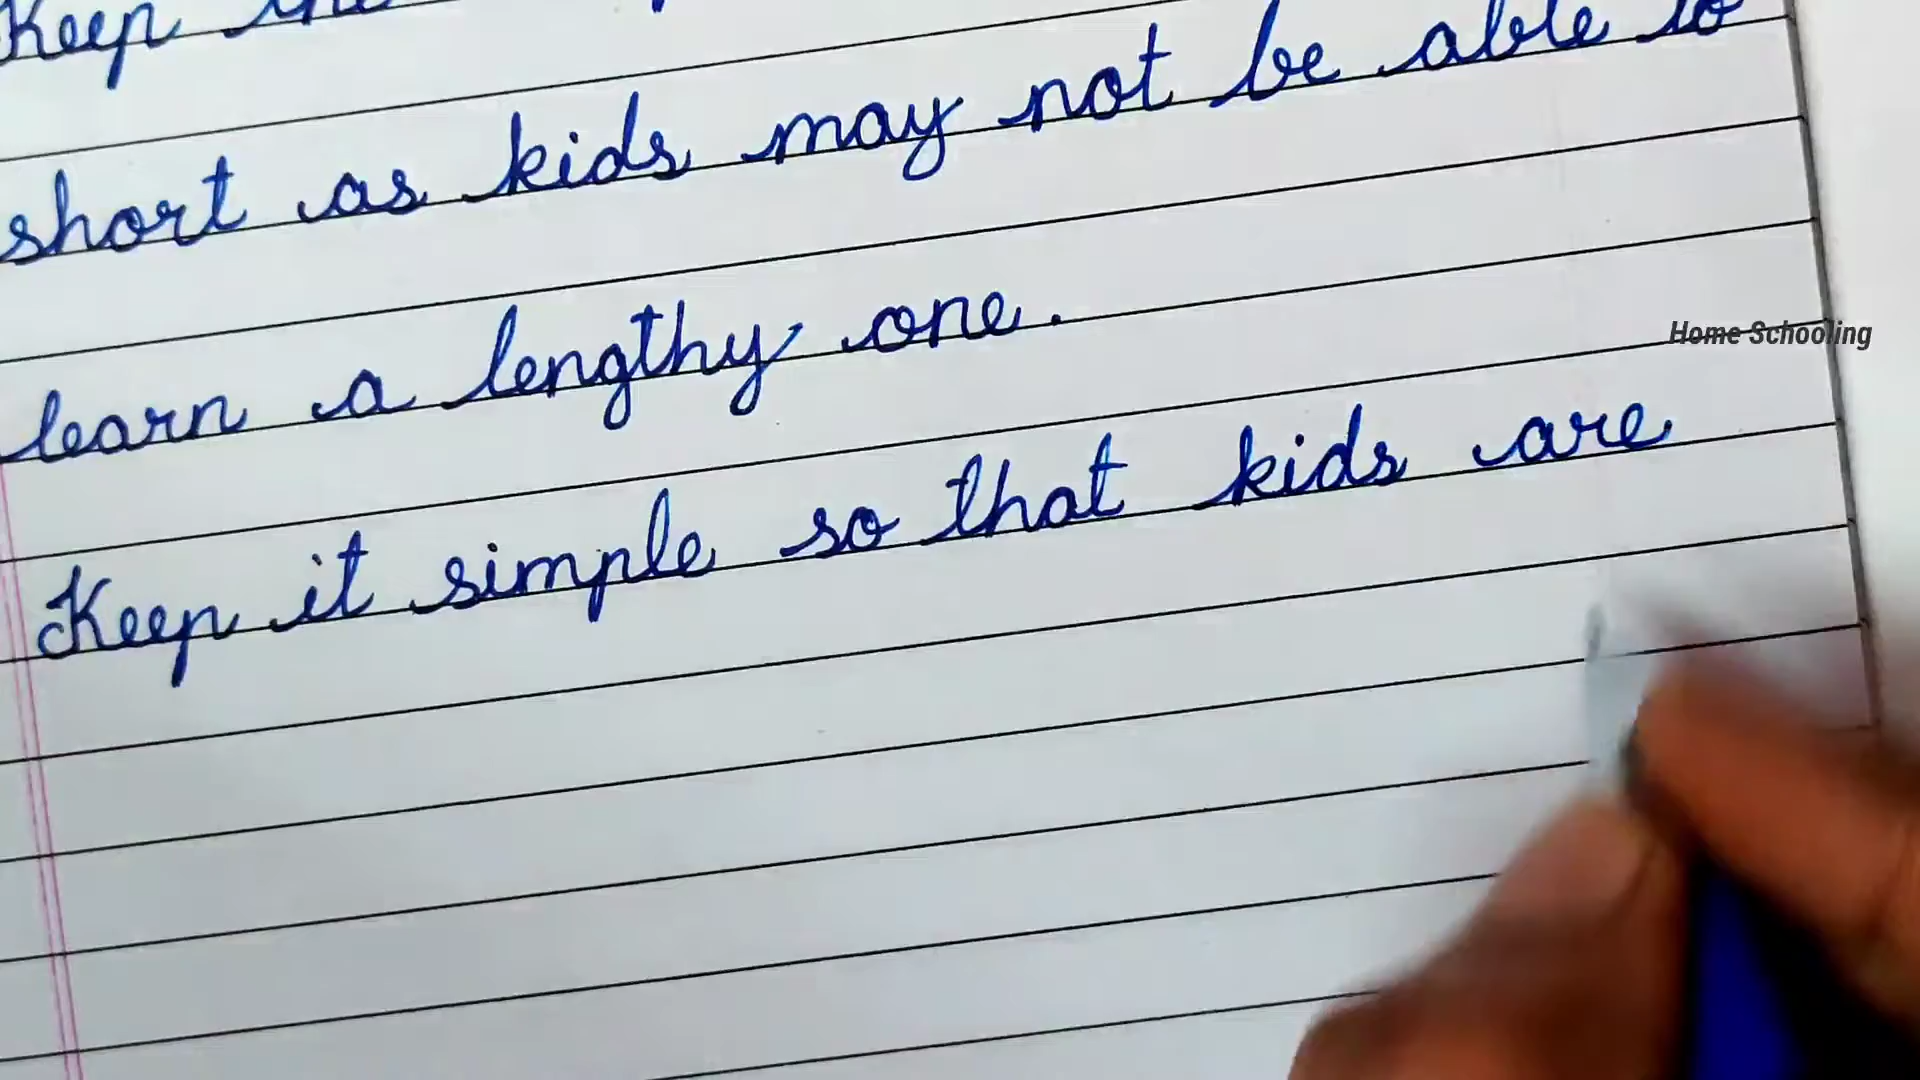 Keep the
short as kids may not be able to
learn a lengthy one.
Home Schooling
Keep it simple so that kids are